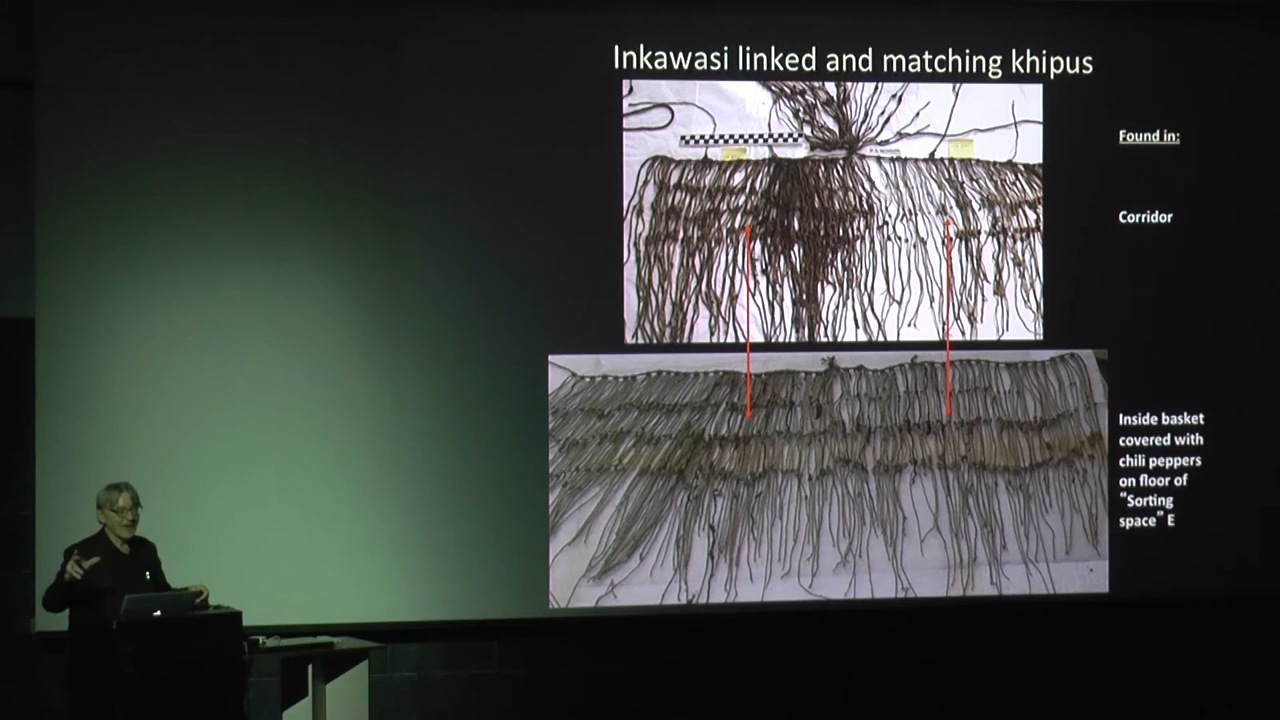 Inkawasi linked and matching khipus
Found in:
Corridor
Inside basket
covered with
chili peppers
on floor of
“Sorting
space” E